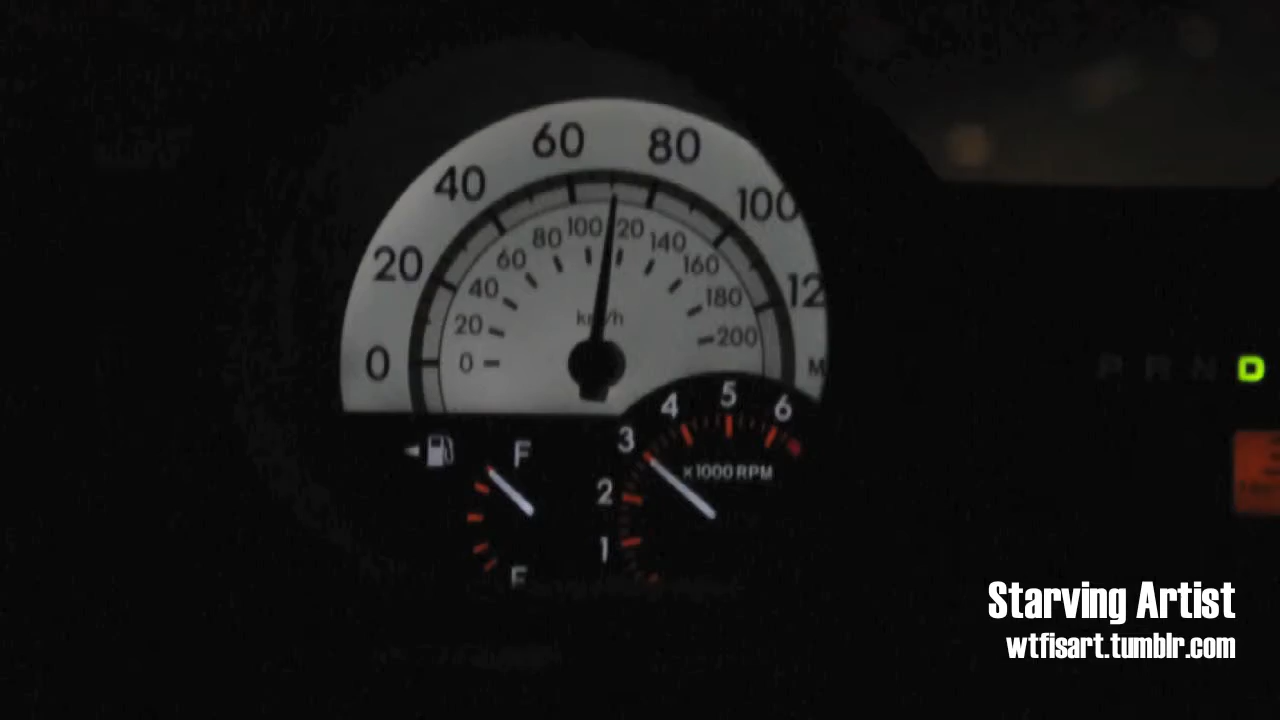 60 80
40 100
20 12
0 M
100 20
80 140
60 160
40 180
20 200
0
km/h
4 5 6
3
×1000 RPM
2
1
F
E
P R N D
Starving Artist
wtfisart.tumblr.com